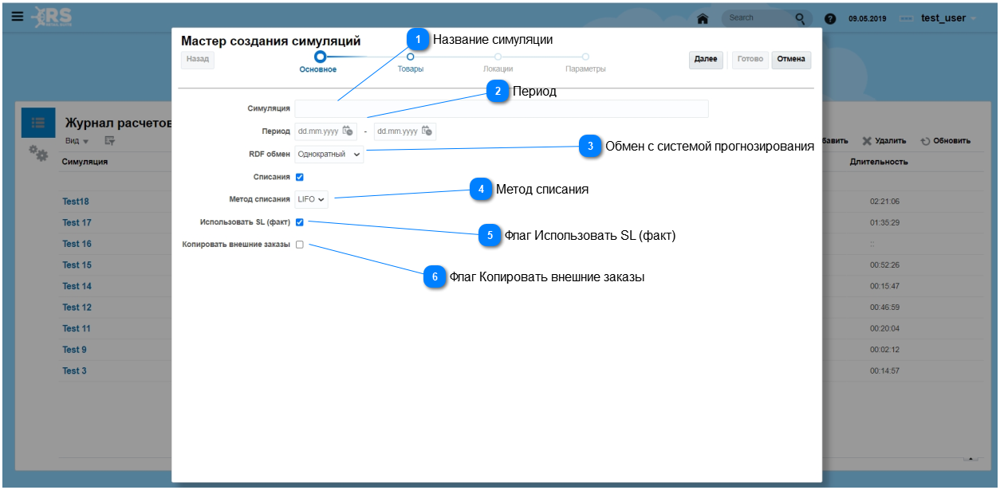 RS
Search
?
09.05.2019
test_user
Мастер создания симуляций
1 Название симуляции
Назад
Основное
Товары
Локации
Параметры
Далее
Готово
Отмена
2 Период
Симуляция
Период dd.mm.yyyy - dd.mm.yyyy
RDF обмен Однократный
3 Обмен с системой прогнозирования
Списания
Метод списания LIFO
4 Метод списания
Использовать SL (факт)
5 Флаг Использовать SL (факт)
Копировать внешние заказы
6 Флаг Копировать внешние заказы
Журнал расчетов
Вид
бавить
Удалить
Обновить
Симуляция
Длительность
Test18 02:21:06
Test 17 01:35:29
Test 16 ::
Test 15 00:52:26
Test 14 00:15:47
Test 12 00:46:59
Test 11 00:20:04
Test 9 00:02:12
Test 3 00:14:57